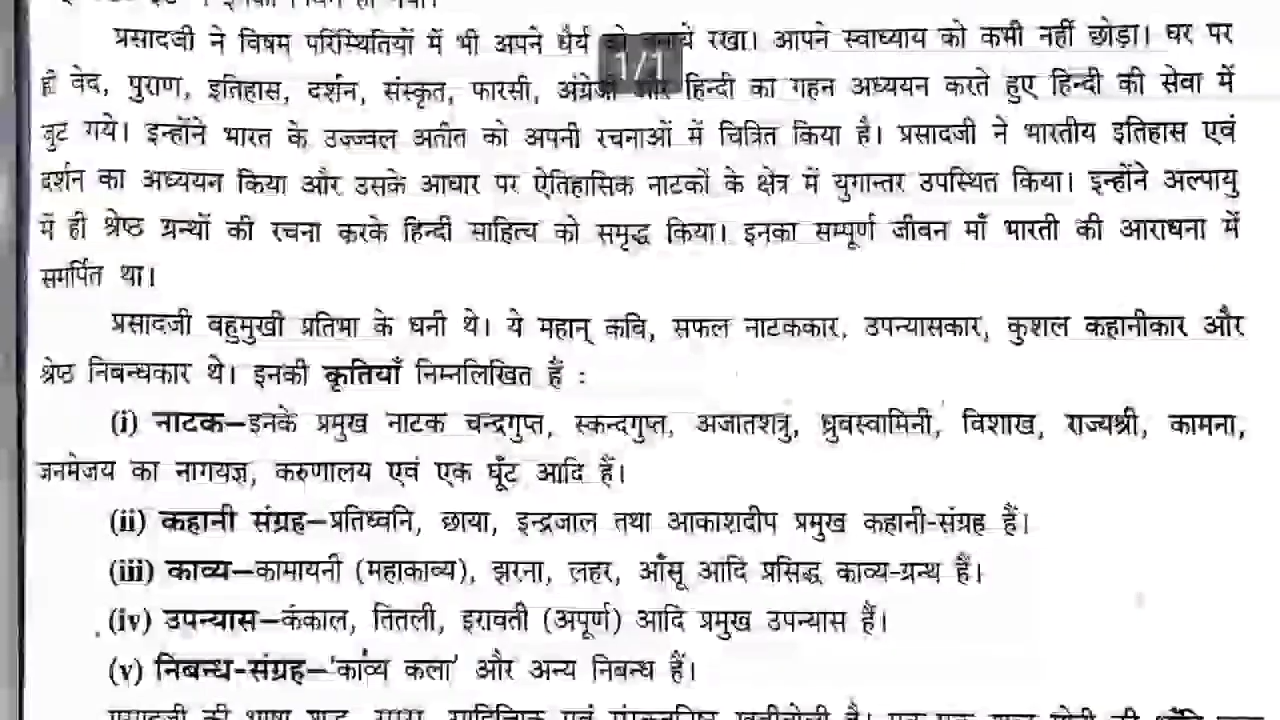 प्रसादजी ने विषम परिस्थितियों में भी अपने धैर्य को बनाये रखा। आपने स्वाध्याय को कभी नहीं छोड़ा। घर पर
1/1
ही वेद, पुराण, इतिहास, दर्शन, संस्कृत, फारसी, अंग्रेजी और हिन्दी का गहन अध्ययन करते हुए हिन्दी की सेवा में
जुट गये। इन्होंने भारत के उज्ज्वल अतीत को अपनी रचनाओं में चित्रित किया है। प्रसादजी ने भारतीय इतिहास एवं
दर्शन का अध्ययन किया और उसके आधार पर ऐतिहासिक नाटकों के क्षेत्र में युगान्तर उपस्थित किया। इन्होंने अल्पायु
में ही श्रेष्ठ ग्रन्थों की रचना करके हिन्दी साहित्य को समृद्ध किया। इनका सम्पूर्ण जीवन माँ भारती की आराधना में
समर्पित था।
प्रसादजी बहुमुखी प्रतिभा के धनी थे। ये महान् कवि, सफल नाटककार, उपन्यासकार, कुशल कहानीकार और
श्रेष्ठ निबन्धकार थे। इनकी कृतियाँ निम्नलिखित हैं :
(i) नाटक—इनके प्रमुख नाटक चन्द्रगुप्त, स्कन्दगुप्त, अजातशत्रु, ध्रुवस्वामिनी, विशाख, राज्यश्री, कामना,
जनमेजय का नागयज्ञ, करुणालय एवं एक घूँट आदि हैं।
(ii) कहानी संग्रह—प्रतिध्वनि, छाया, इन्द्रजाल तथा आकाशदीप प्रमुख कहानी-संग्रह हैं।
(iii) काव्य—कामायनी (महाकाव्य), झरना, लहर, आँसू आदि प्रसिद्ध काव्य-ग्रन्थ हैं।
(iv) उपन्यास—कंकाल, तितली, इरावती (अपूर्ण) आदि प्रमुख उपन्यास हैं।
(v) निबन्ध-संग्रह—'काव्य कला' और अन्य निबन्ध हैं।